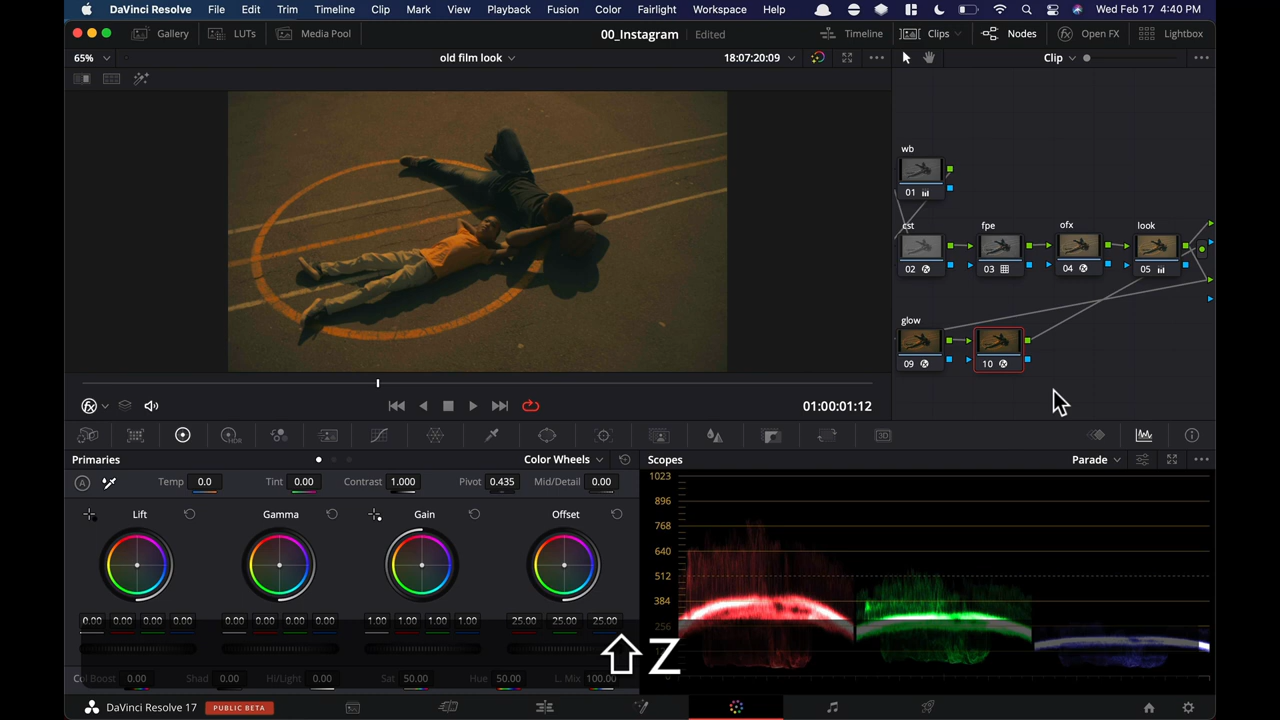 DaVinci Resolve File Edit Trim Timeline Clip Mark View Playback Fusion Color Fairlight Workspace Help Wed Feb 17 4:40 PM
Gallery LUTs Media Pool 00_Instagram Edited Timeline Clips Nodes Open FX Lightbox
65% old film look 18:07:20:09 Clip
wb
01
cst fpe ofx look
02 03 04 05
glow
09 10
01:00:01:12
Primaries Color Wheels Scopes Parade
A Temp 0.0 Tint 0.00 Contrast 1.000 Pivot 0.435 Mid/Detail 0.00
Lift Gamma Gain Offset
0.00 0.00 0.00 0.00 0.00 0.00 0.00 0.00 1.00 1.00 1.00 1.00 25.00 25.00 25.00
Col Boost 0.00 Shad 0.00 Hi/Light 0.00 Sat 50.00 Hue 50.00 L. Mix 100.00
⇧Z
1023
896
768
640
512
384
256
DaVinci Resolve 17 PUBLIC BETA